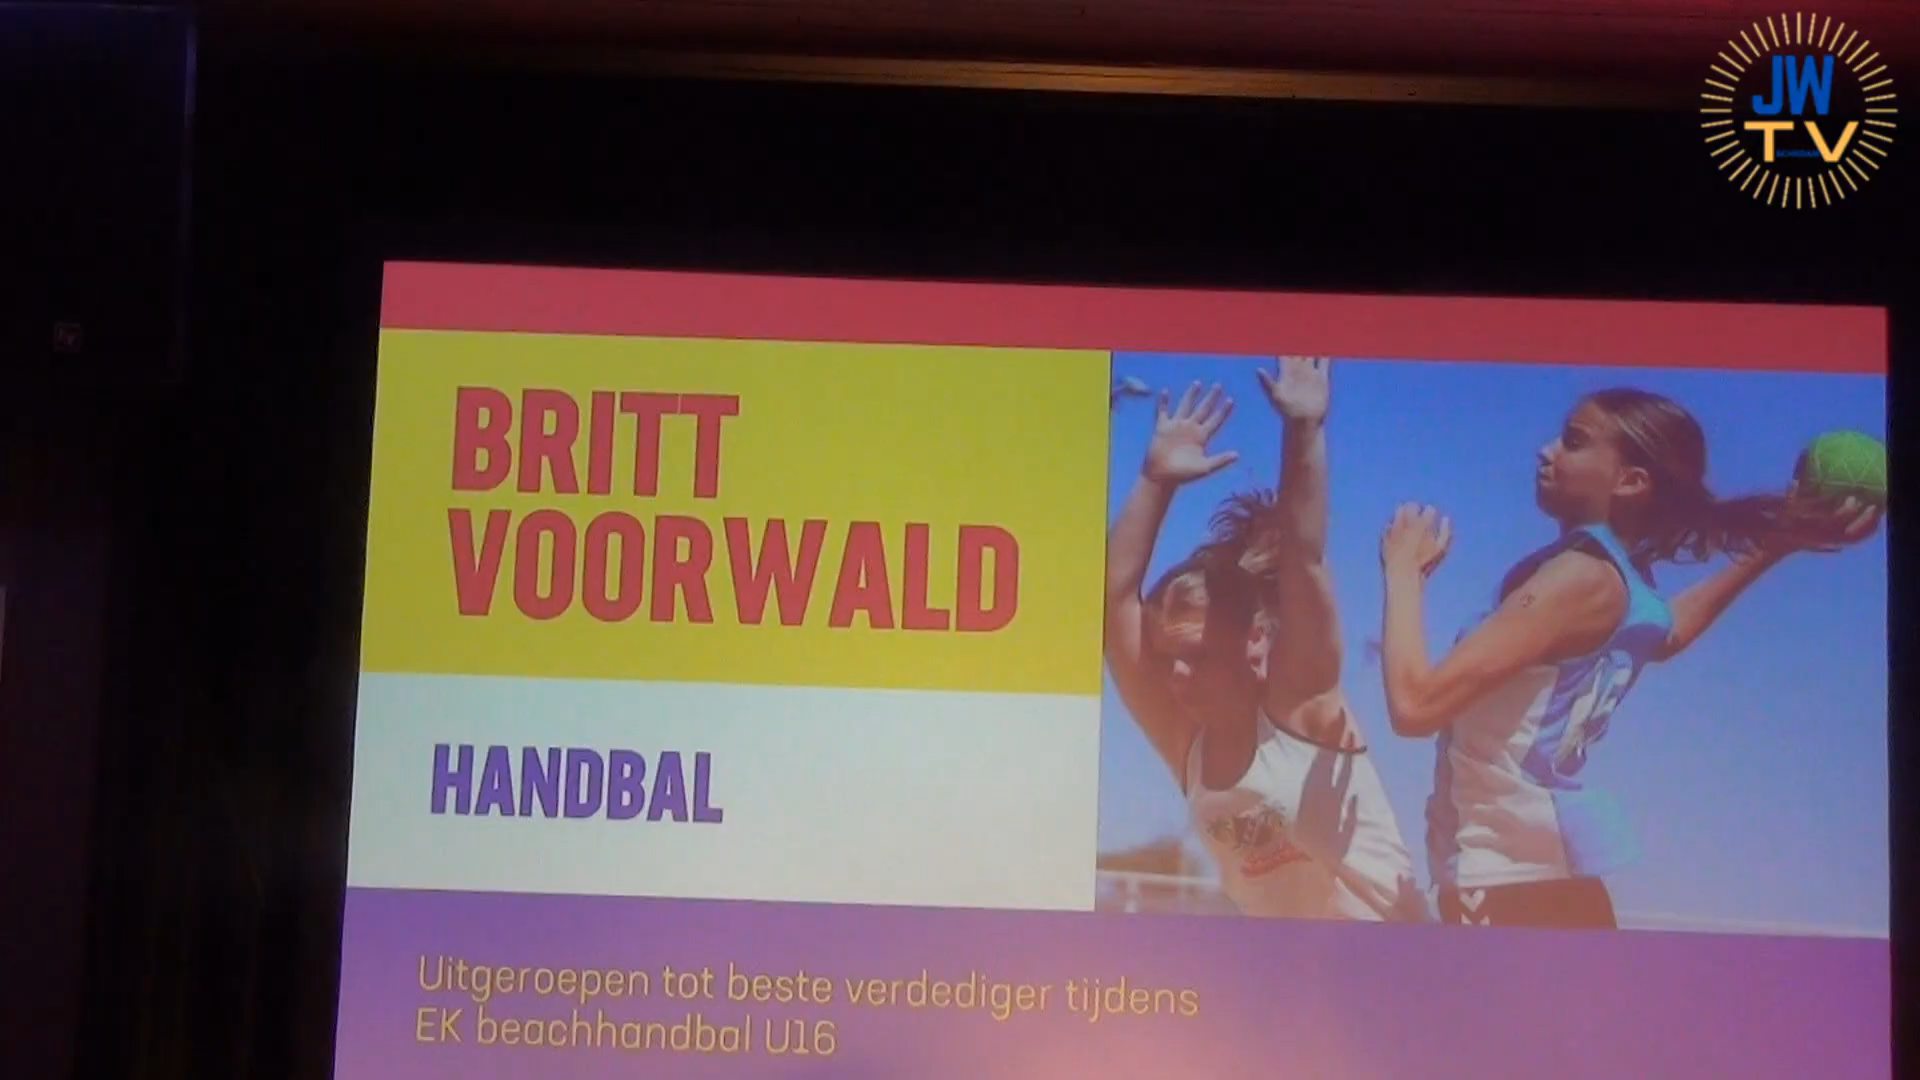 JW
TV
BRITT
VOORWALD
HANDBAL
Uitgeroepen tot beste verdediger tijdens
EK beachhandbal U16